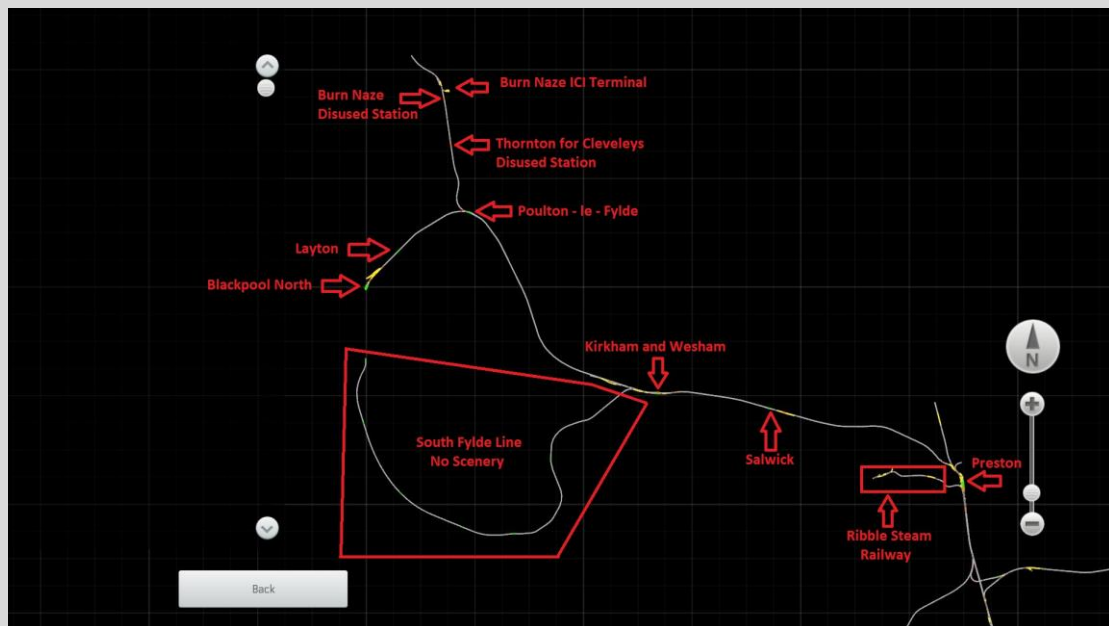 Burn Naze ICI Terminal
Burn Naze
Disused Station
Thornton for Cleveleys
Disused Station
Poulton - le - Fylde
Layton
Blackpool North
Kirkham and Wesham
South Fylde Line
No Scenery
Salwick
Preston
Ribble Steam
Railway
N
Back